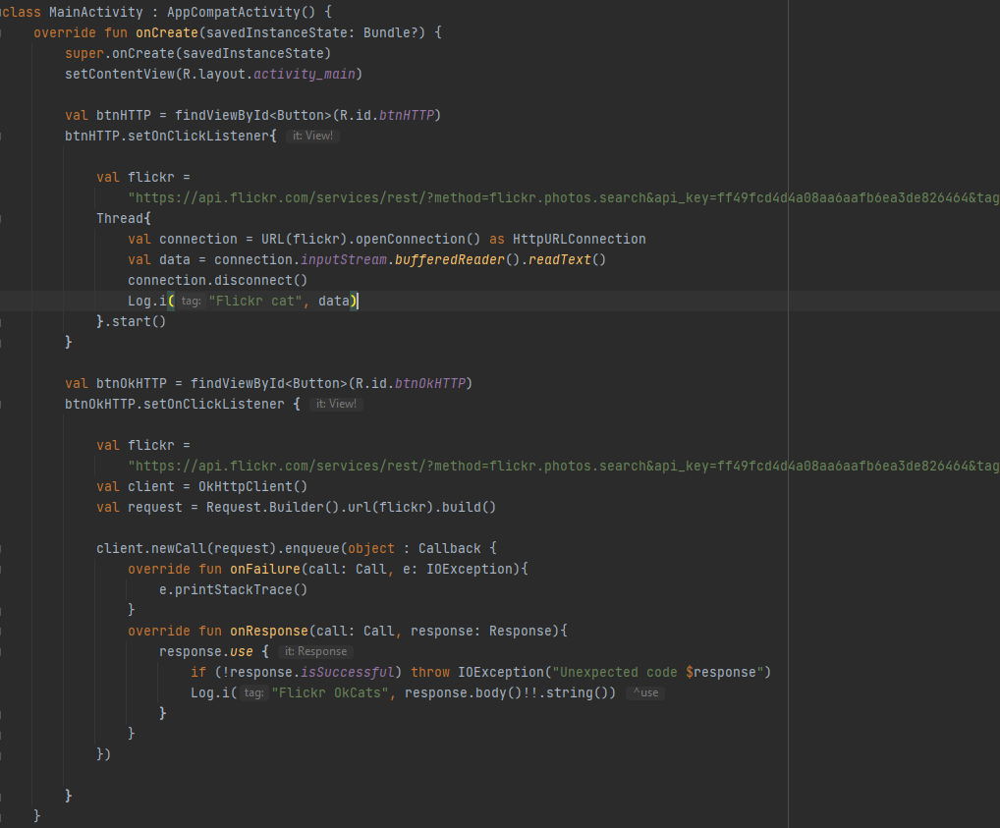 class MainActivity : AppCompatActivity() {
override fun onCreate(savedInstanceState: Bundle?) {
super.onCreate(savedInstanceState)
setContentView(R.layout.activity_main)
val btnHTTP = findViewById<Button>(R.id.btnHTTP)
btnHTTP.setOnClickListener{ it: View!
val flickr =
"https://api.flickr.com/services/rest/?method=flickr.photos.search&api_key=ff49fcd4d4a08aa6aafb6ea3de826464&tag
Thread{
val connection = URL(flickr).openConnection() as HttpURLConnection
val data = connection.inputStream.bufferedReader().readText()
connection.disconnect()
Log.i( tag: "Flickr cat", data)
}.start()
}
val btnOkHTTP = findViewById<Button>(R.id.btnOkHTTP)
btnOkHTTP.setOnClickListener { it: View!
val flickr =
"https://api.flickr.com/services/rest/?method=flickr.photos.search&api_key=ff49fcd4d4a08aa6aafb6ea3de826464&tag
val client = OkHttpClient()
val request = Request.Builder().url(flickr).build()
client.newCall(request).enqueue(object : Callback {
override fun onFailure(call: Call, e: IOException){
e.printStackTrace()
}
override fun onResponse(call: Call, response: Response){
response.use { it: Response
if (!response.isSuccessful) throw IOException("Unexpected code $response")
Log.i( tag: "Flickr OkCats", response.body()!!.string()) ^use
}
}
})
}
}